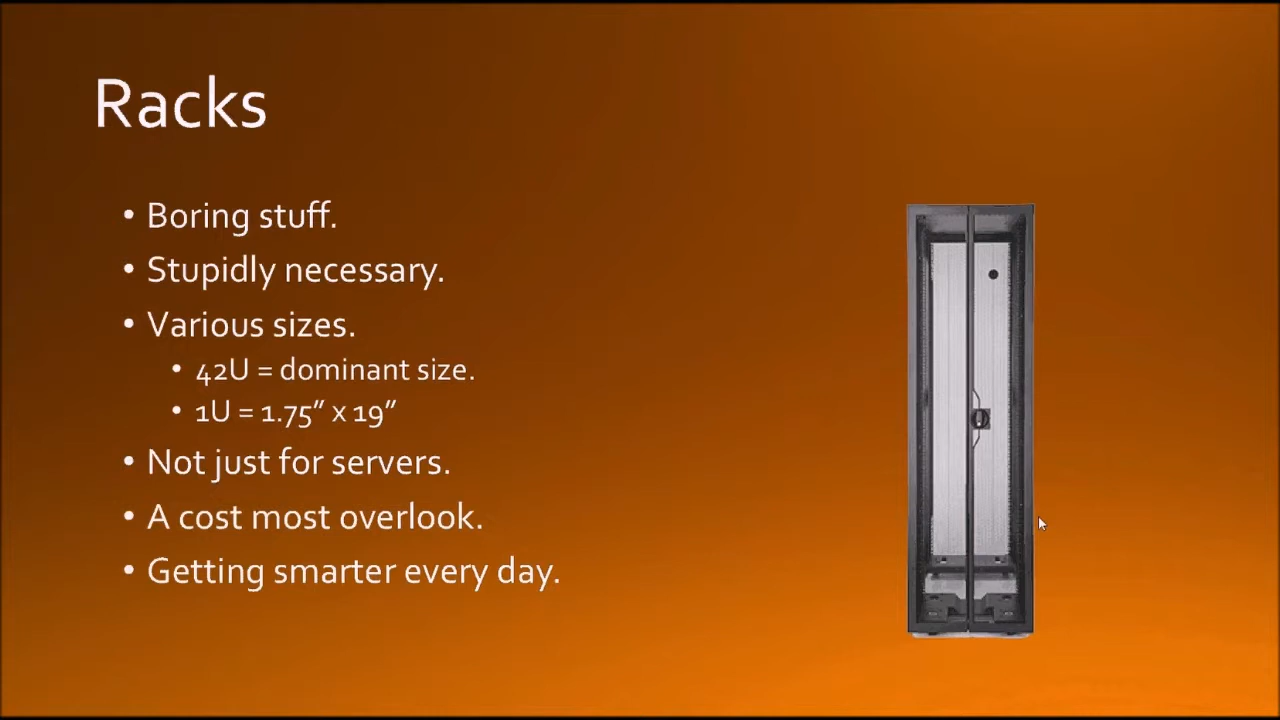 Racks
• Boring stuff.
• Stupidly necessary.
• Various sizes.
• 42U = dominant size.
• 1U = 1.75” x 19”
• Not just for servers.
• A cost most overlook.
• Getting smarter every day.